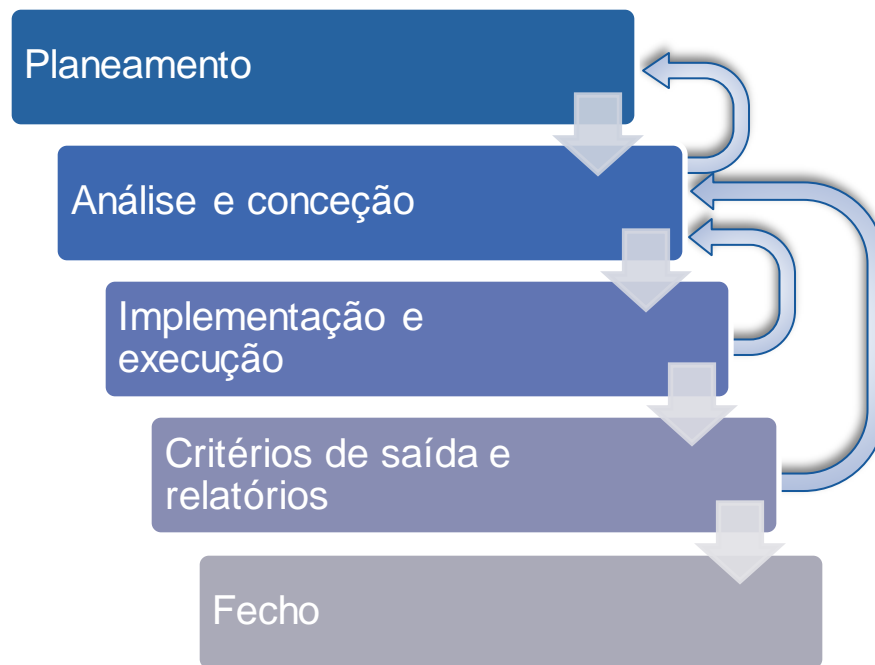 Planeamento
Análise e conceção
Implementação e
execução
Critérios de saída e
relatórios
Fecho